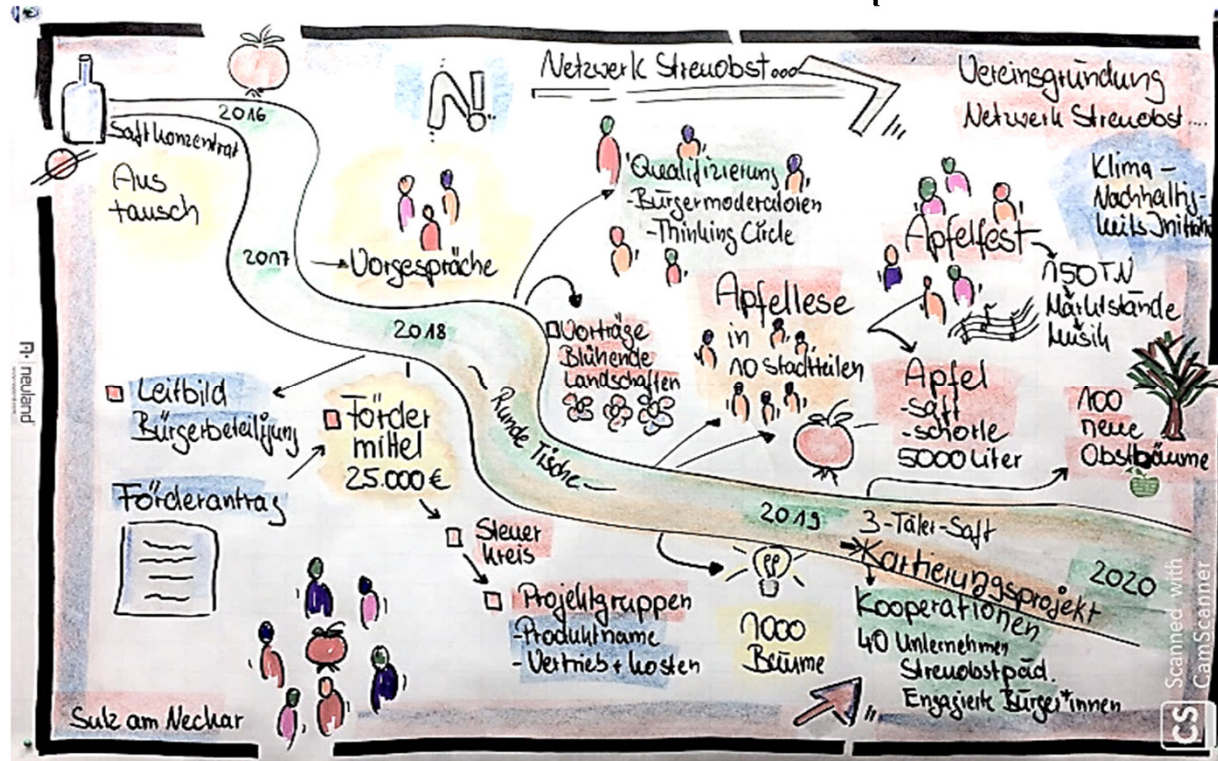 Netzwerk Streuobst...
Vereinsgründung
Netzwerk Streuobst....
2016
N!
Saftkonzentrat
Aus
tausch
Qualifizierung
-Bürgermoderatoren
-Thinking Circle
Klima-
2017
Vorgespräche
Apfelfest
150 TN
Marktstände
Musik
2018
Vorträge
Blühende
Landschaften
Apfellese
in
10 Stadtteilen
Apfel
-saft
-schorle
5000 Liter
100
neue
Obstbäume
Leitbild
Bürgerbeteiligung
Förder
mittel
25.000 €
Runde Tische
Förderantrag
2019
3-Täler-Saft
Kartierungsprojekt
2020
Steuer
kreis
Projektgruppen
-Produktname
-Vertrieb + Kosten
1000
Bäume
Kooperationen
40 Unternehmen
Streuobstpäd.
Engagierte Bürger*innen
Sulz am Neckar
neuland
Scanned with
CamScanner
CS